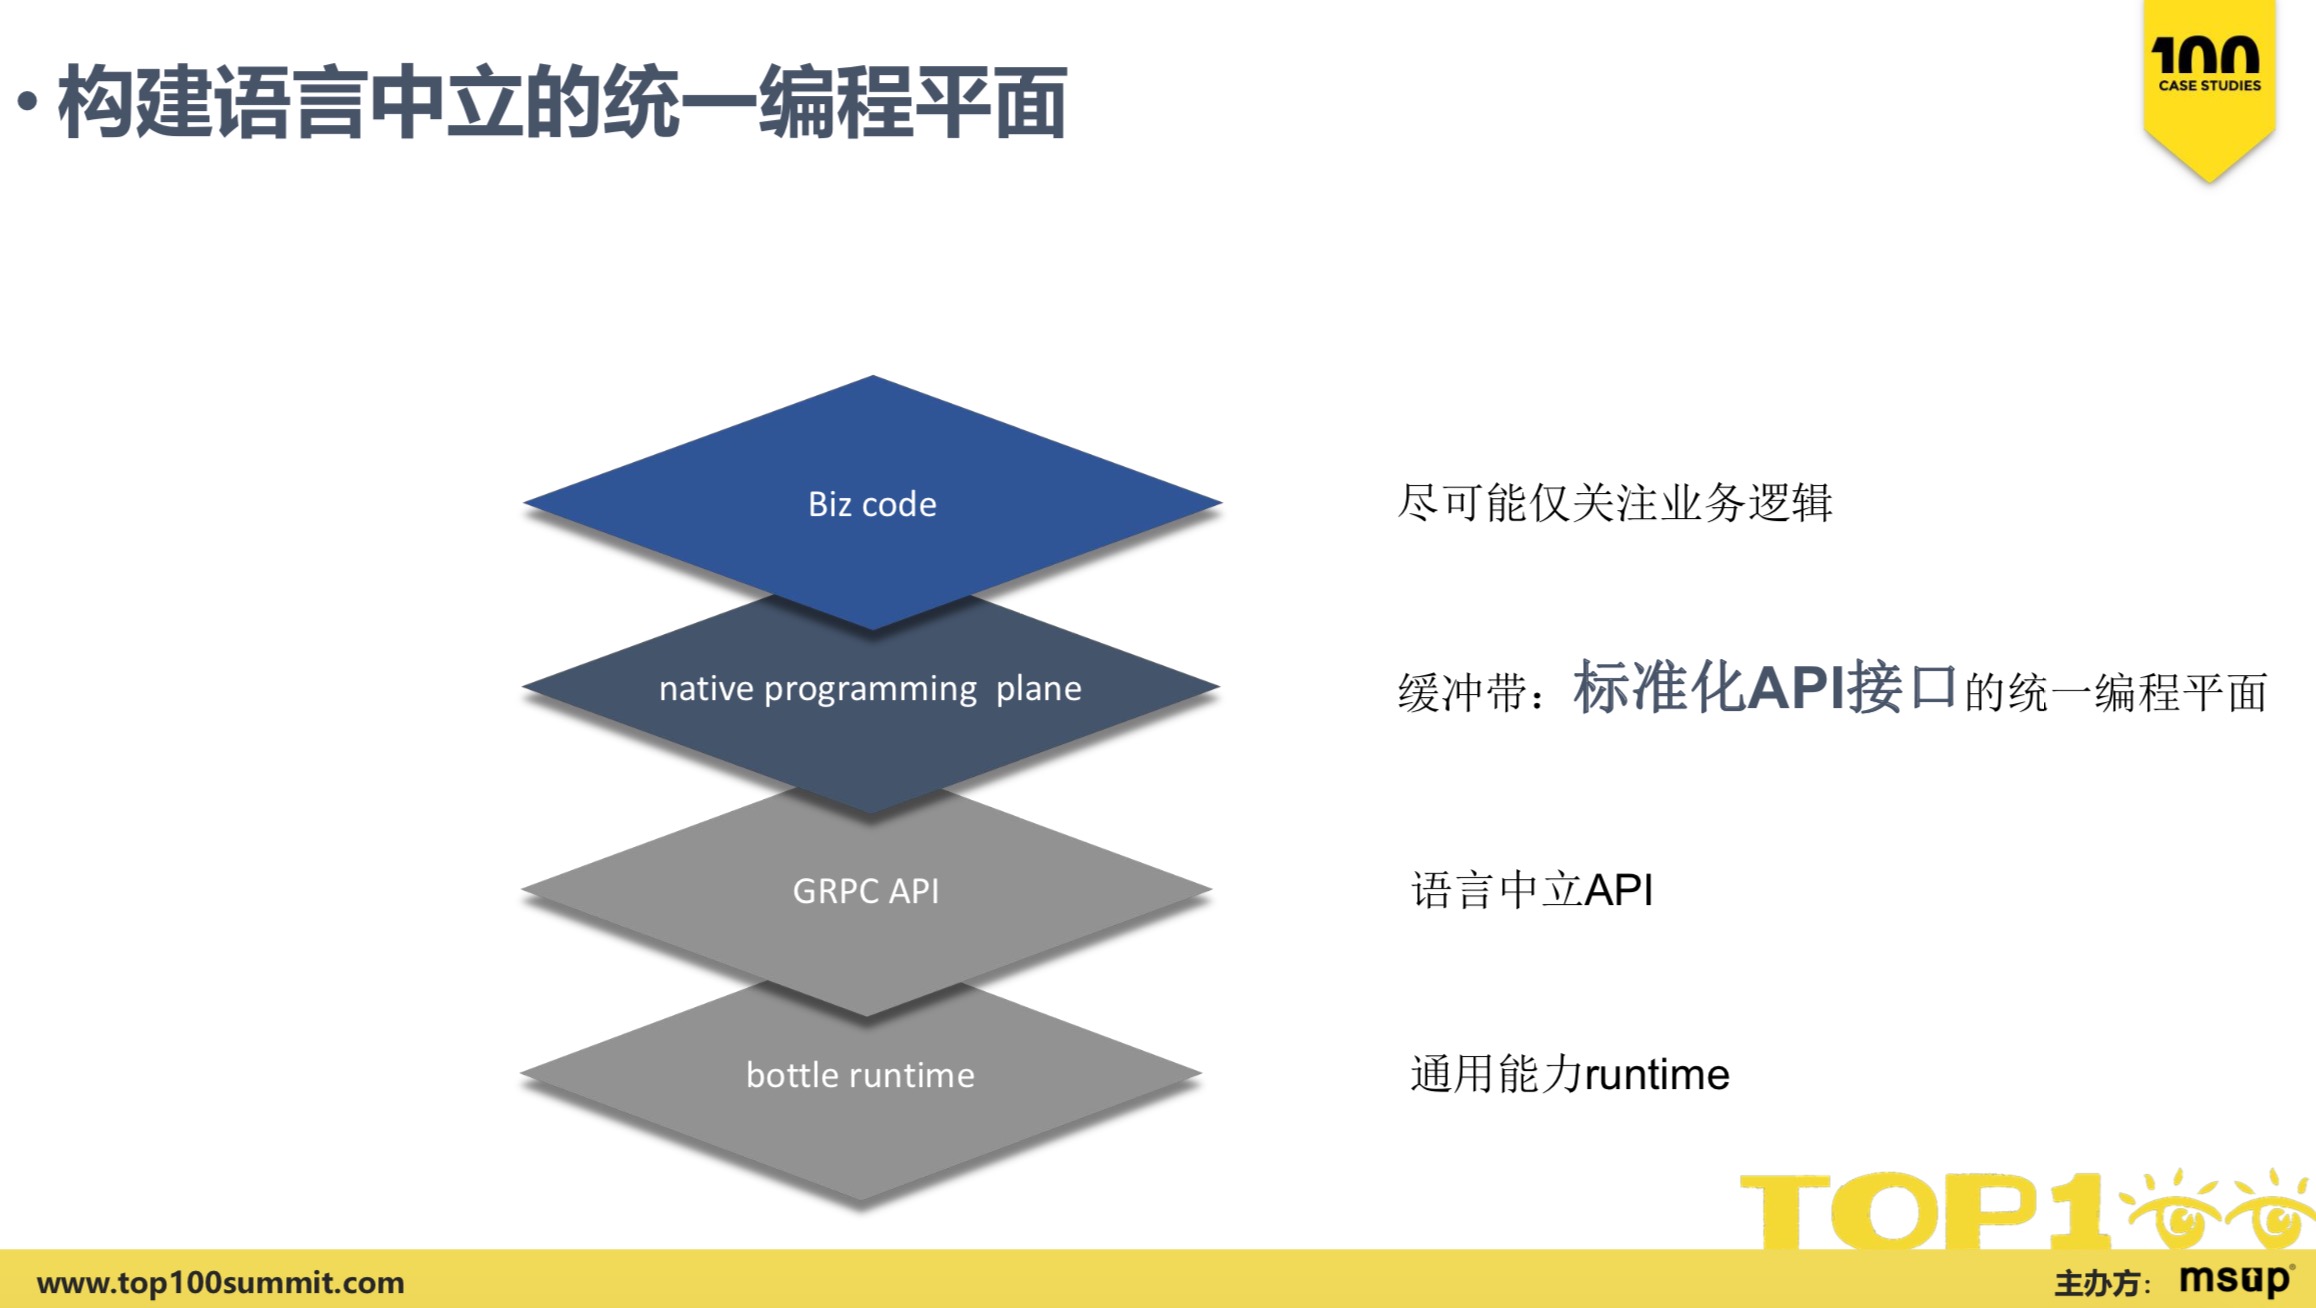 • 构建语言中立的统一编程平面
100
CASE STUDIES
Biz code
尽可能仅关注业务逻辑
native programming plane
缓冲带：标准化API接口的统一编程平面
GRPC API
语言中立API
bottle runtime
通用能力runtime
TOP100
www.top100summit.com
主办方： msup®